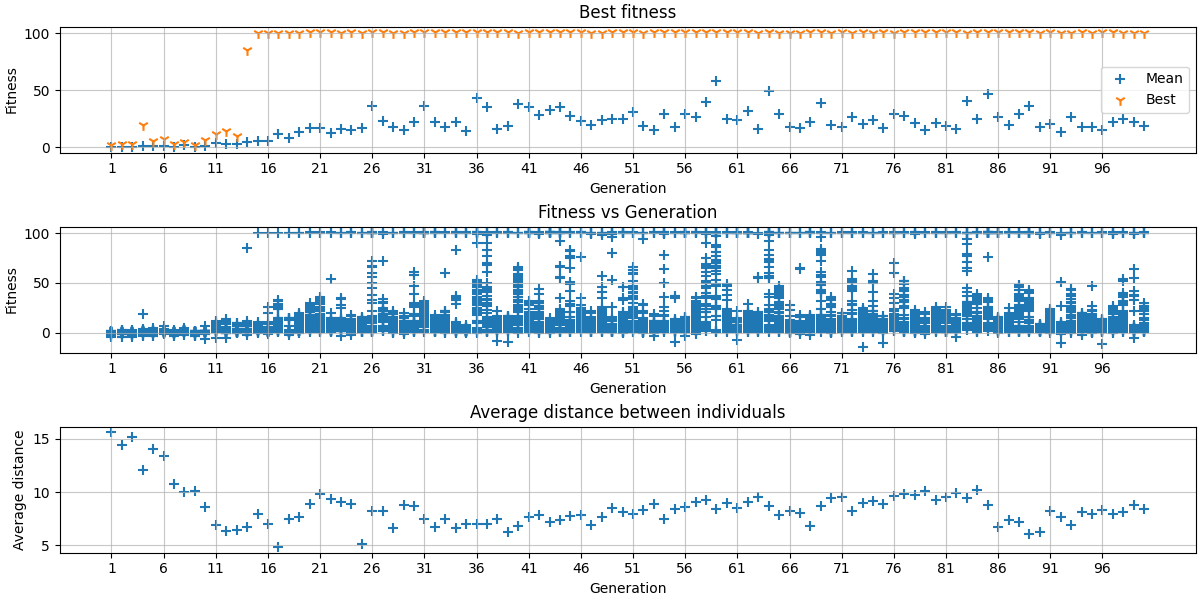 Best fitness
Fitness
100
50
0
Mean
Best
1 6 11 16 21 26 31 36 41 46 51 56 61 66 71 76 81 86 91 96
Generation
Fitness vs Generation
Fitness
100
50
0
1 6 11 16 21 26 31 36 41 46 51 56 61 66 71 76 81 86 91 96
Generation
Average distance between individuals
Average distance
15
10
5
1 6 11 16 21 26 31 36 41 46 51 56 61 66 71 76 81 86 91 96
Generation